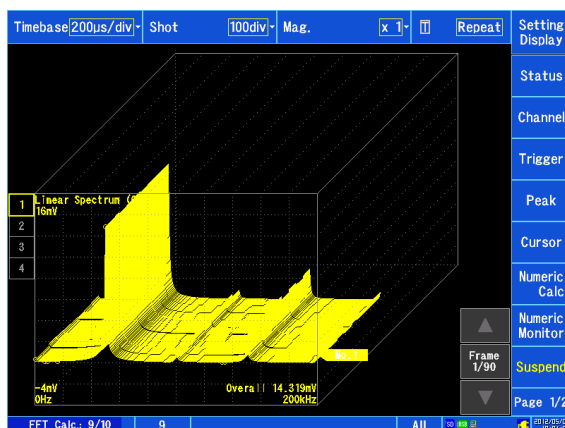 Timebase 200µs/div Shot 100div Mag. x 1 T Repeat
Setting
Display
Status
Channel
Trigger
Peak
Cursor
Numeric
Calc
Numeric
Monitor
Suspend
Page 1/2
1
2
3
4
Linear Spectrum
16mV
No.1
Frame
1/90
-4mV
Overall 14.319mV
0Hz
200kHz
FFT Calc.: 9/10 9 All SD